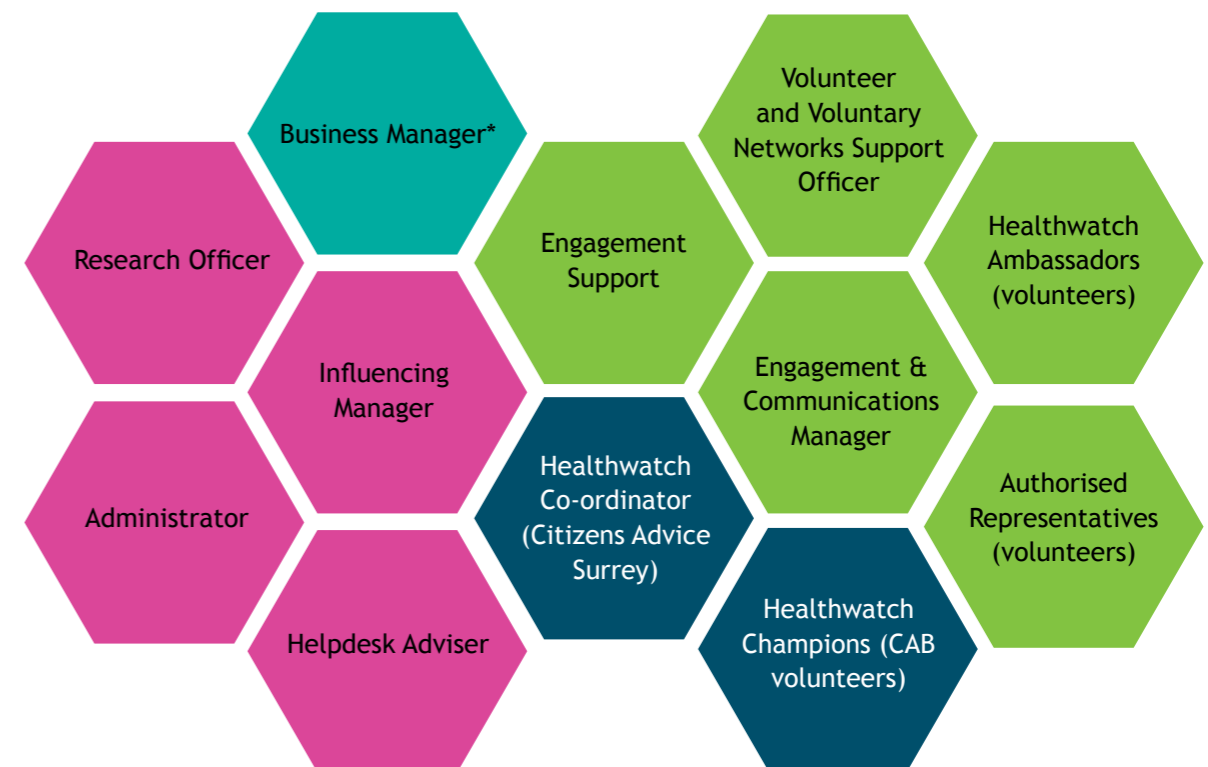 Business Manager*
Volunteer
and Voluntary
Networks Support
Officer
Research Officer
Engagement
Support
Healthwatch
Ambassadors
(volunteers)
Influencing
Manager
Engagement &
Communications
Manager
Administrator
Healthwatch
Co-ordinator
(Citizens Advice
Surrey)
Authorised
Representatives
(volunteers)
Helpdesk Adviser
Healthwatch
Champions (CAB
volunteers)